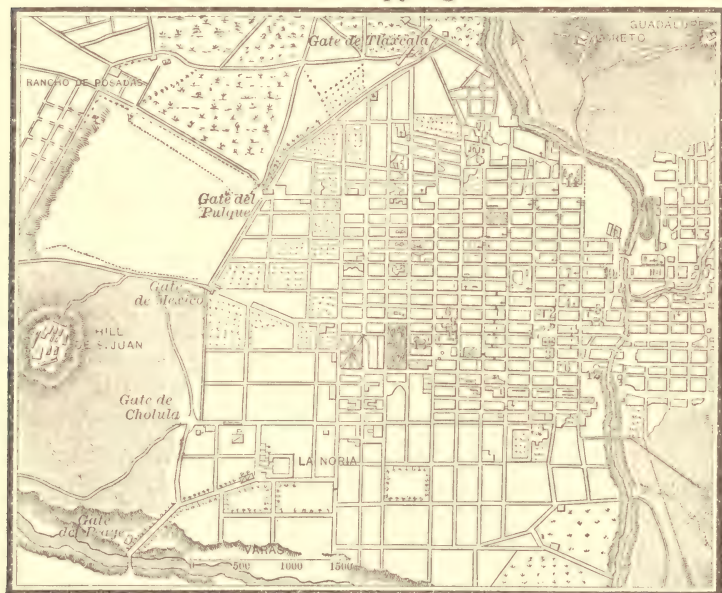 Gate de Tlaxcala
GUADALUPE
LORETO
RANCHO DE POSADAS
Gate del
Pulque
Gate
de Mexico
HILL
DE S. JUAN
Gate de
Cholula
LA NORIA
Gate
VARAS
0 500 1000 1500